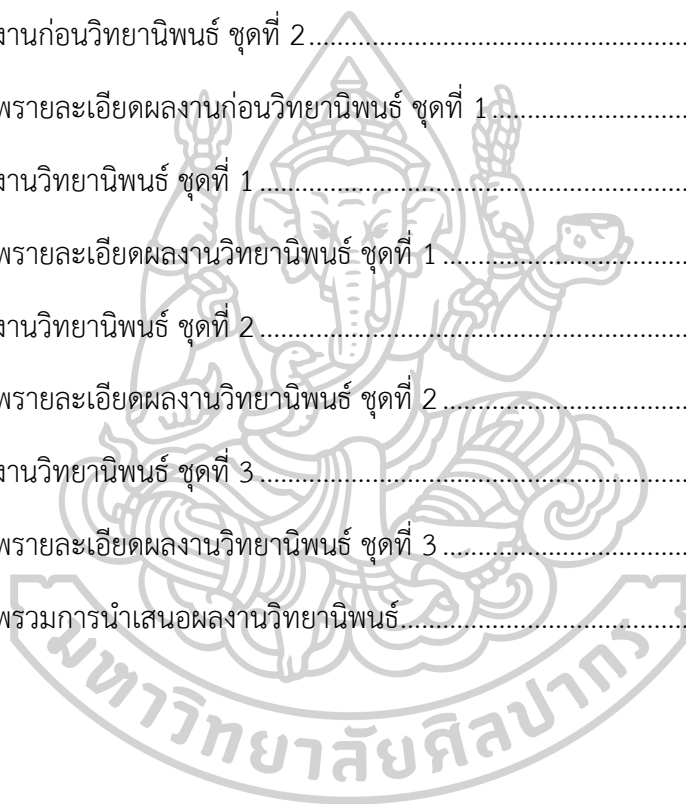 งานก่อนวิทยานิพนธ์ ชุดที่ 2
พรายละเอียดผลงานก่อนวิทยานิพนธ์ ชุดที่ 1
งานวิทยานิพนธ์ ชุดที่ 1
พรายละเอียดผลงานวิทยานิพนธ์ ชุดที่ 1
งานวิทยานิพนธ์ ชุดที่ 2
พรายละเอียดผลงานวิทยานิพนธ์ ชุดที่ 2
งานวิทยานิพนธ์ ชุดที่ 3
พรายละเอียดผลงานวิทยานิพนธ์ ชุดที่ 3
พรวมการนำเสนอผลงานวิทยานิพนธ์
มหาวิทยาลัยศิลปากร